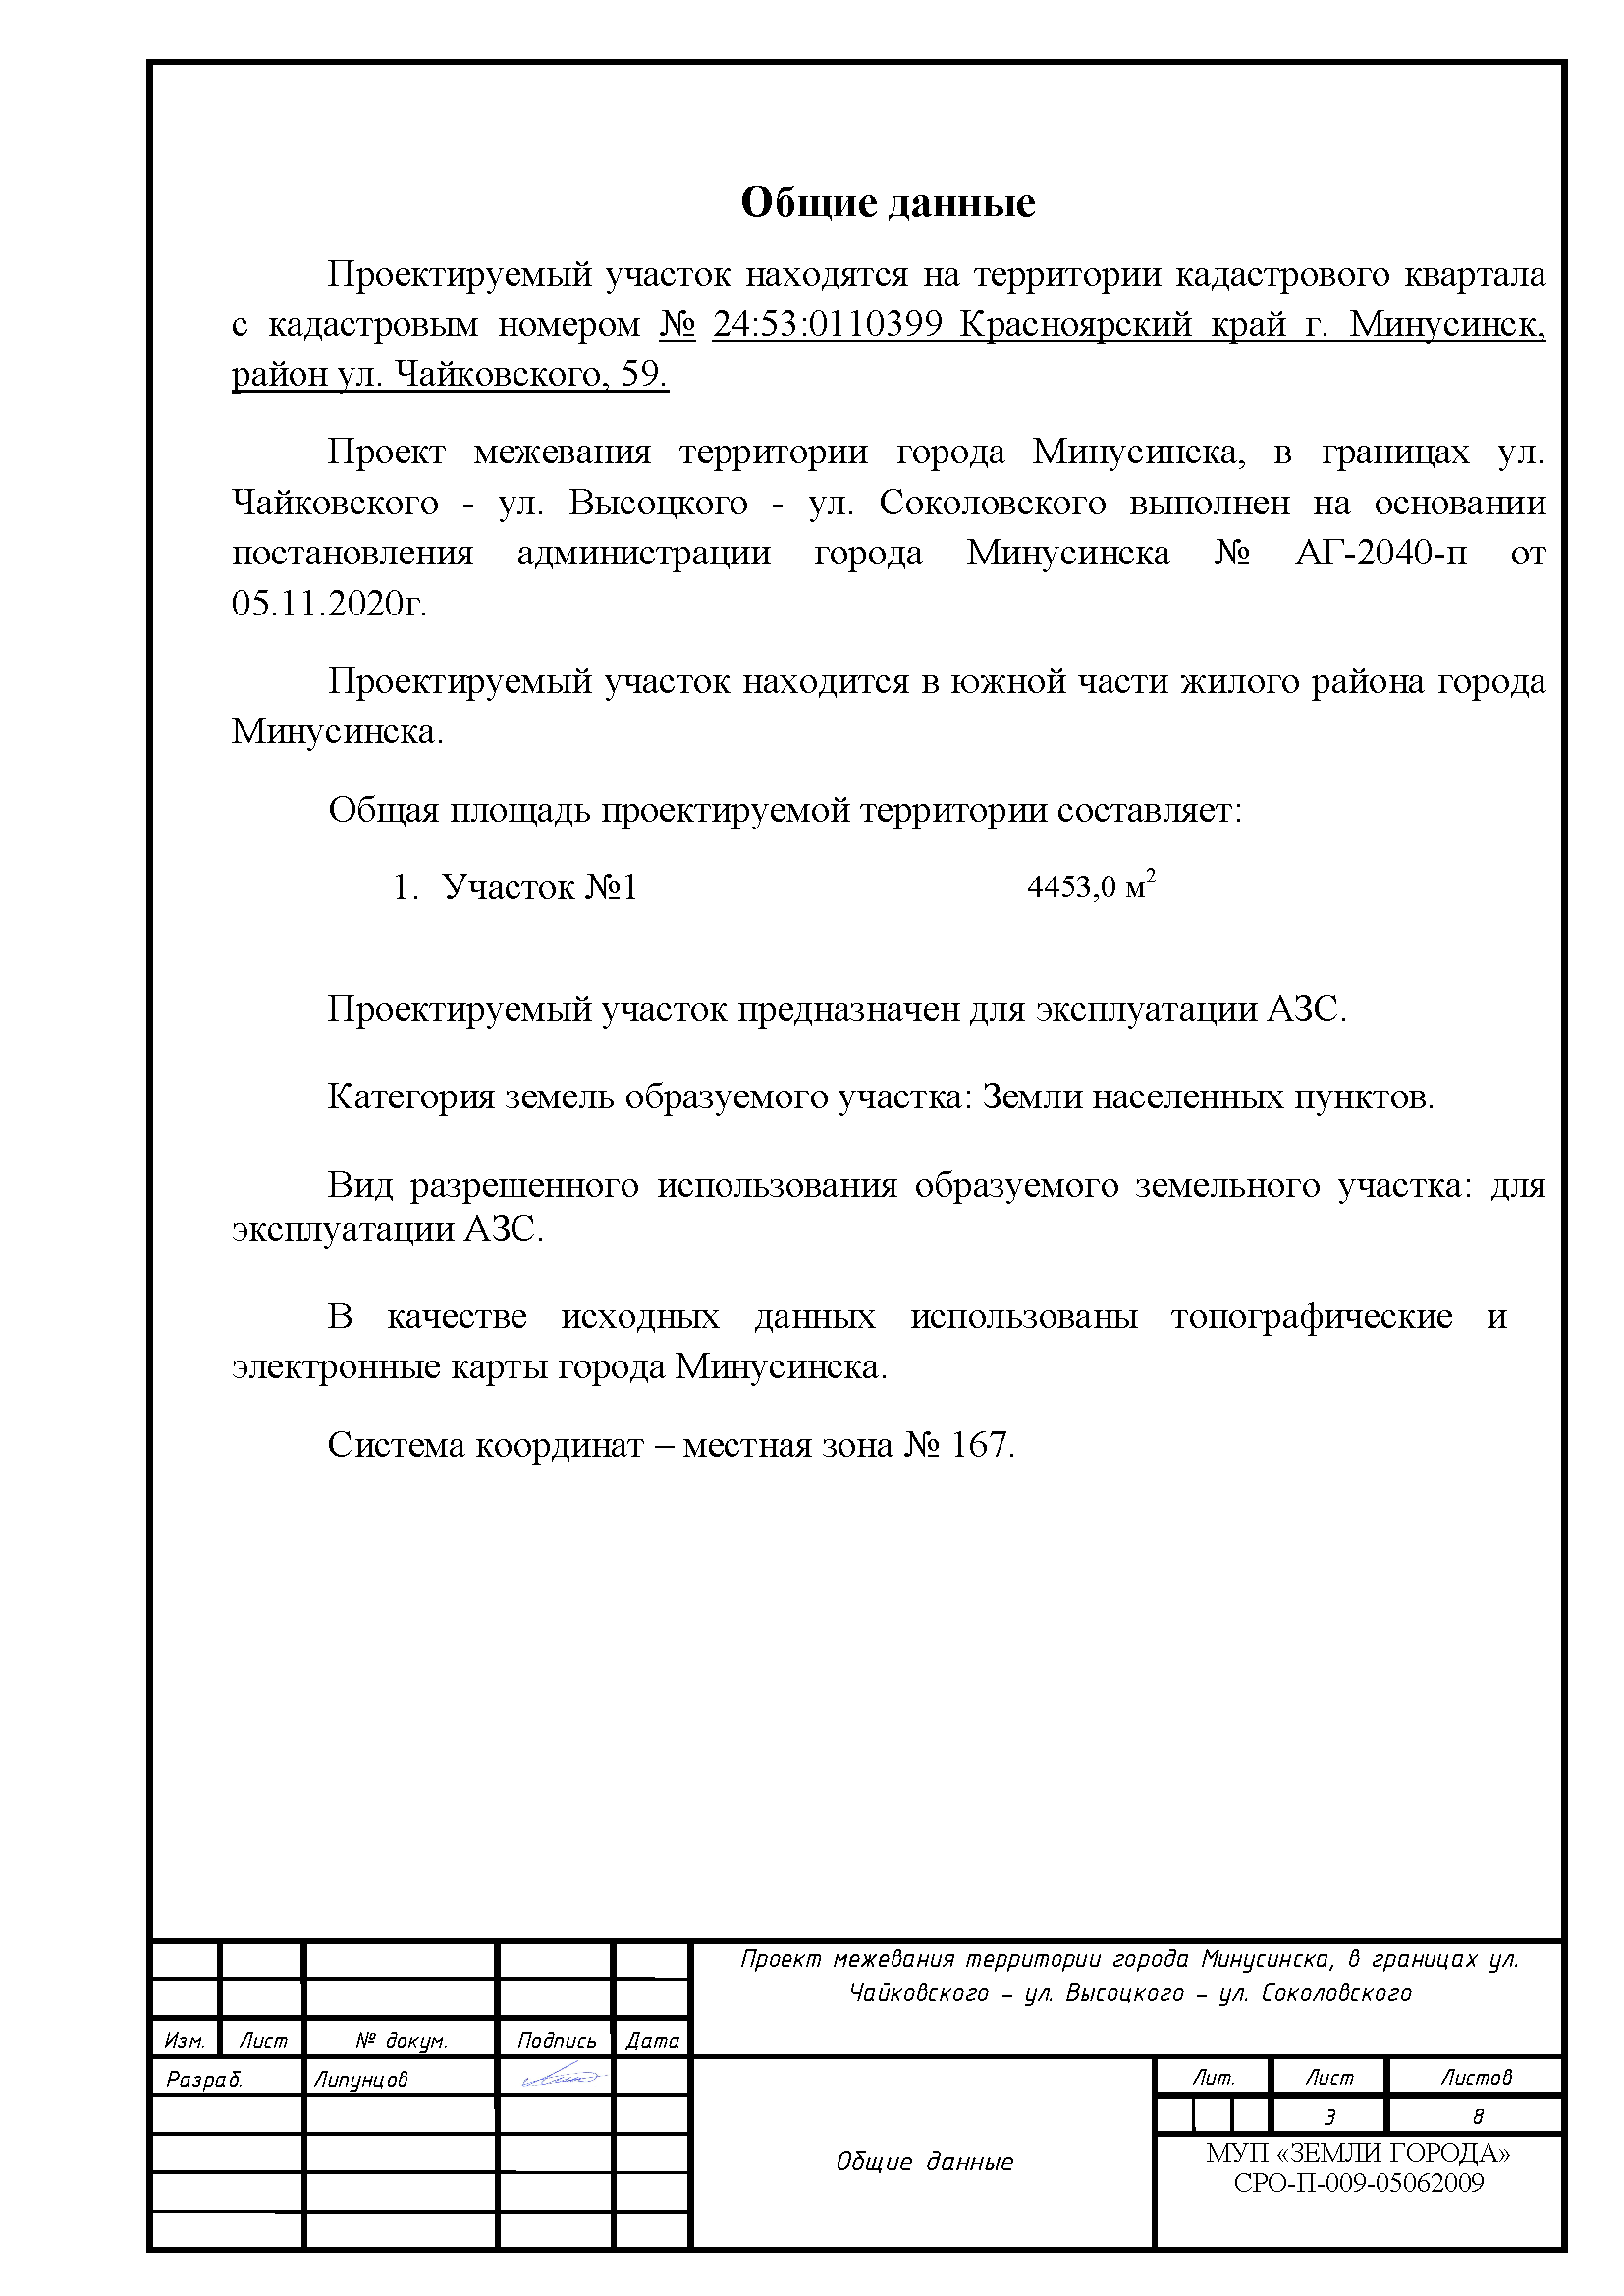 Общие данные
Проектируемый участок находятся на территории кадастрового квартала
с кадастровым номером № 24:53:0110399 Красноярский край г. Минусинск,
район ул. Чайковского, 59.
Проект межевания территории города Минусинска, в границах ул.
Чайковского - ул. Высоцкого - ул. Соколовского выполнен на основании
постановления администрации города Минусинска № АГ-2040-п от
05.11.2020г.
Проектируемый участок находится в южной части жилого района города
Минусинска.
Общая площадь проектируемой территории составляет:
1. Участок №1 4453,0 м²
Проектируемый участок предназначен для эксплуатации АЗС.
Категория земель образуемого участка: Земли населенных пунктов.
Вид разрешенного использования образуемого земельного участка: для
эксплуатации АЗС.
В качестве исходных данных использованы топографические и
электронные карты города Минусинска.
Система координат – местная зона № 167.
Проект межевания территории города Минусинска, в границах ул.
Чайковского – ул. Высоцкого – ул. Соколовского
Изм. Лист № докум. Подпись Дата
Разраб. Липунцов
Общие данные
Лит. Лист Листов
3 8
МУП «ЗЕМЛИ ГОРОДА»
СРО-П-009-05062009